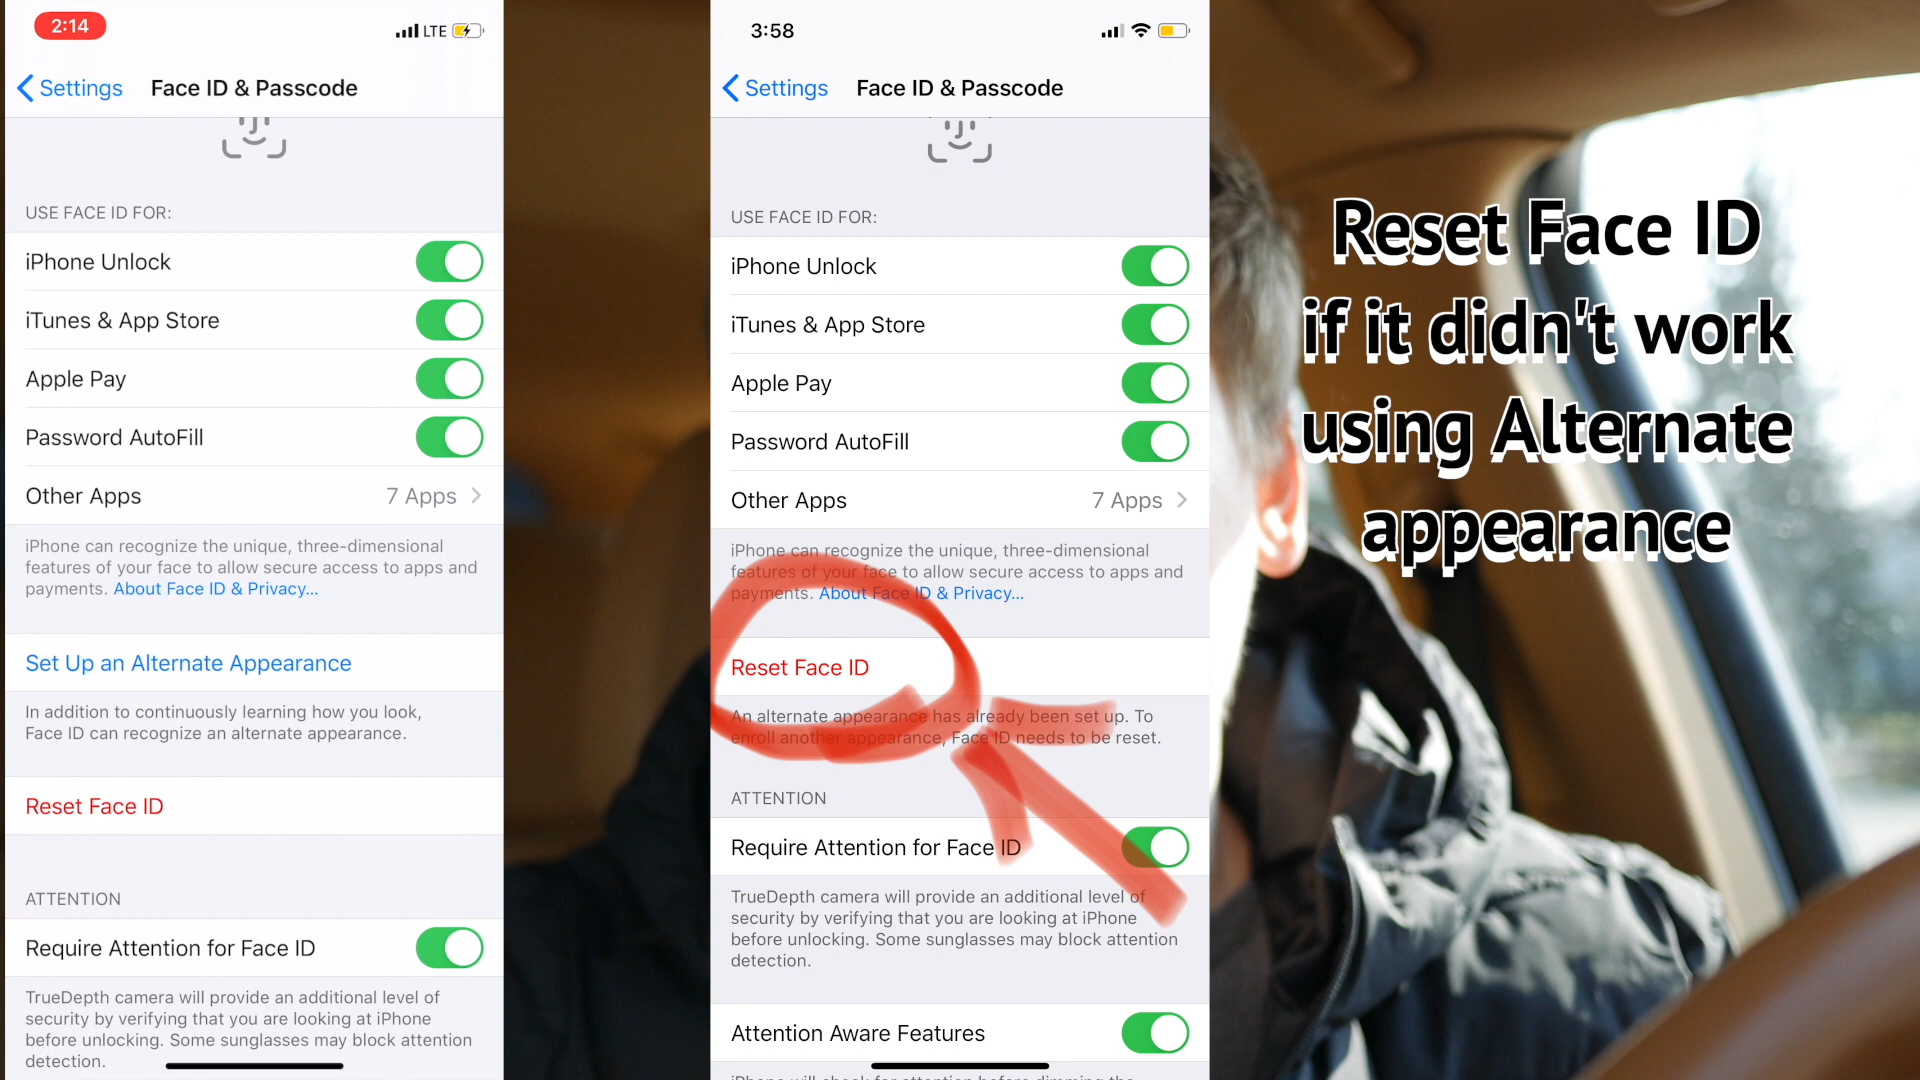 2:14
LTE
Settings
Face ID & Passcode
USE FACE ID FOR:
iPhone Unlock
iTunes & App Store
Apple Pay
Password AutoFill
Other Apps
7 Apps
iPhone can recognize the unique, three-dimensional
features of your face to allow secure access to apps and
payments. About Face ID & Privacy...
Set Up an Alternate Appearance
In addition to continuously learning how you look,
Face ID can recognize an alternate appearance.
Reset Face ID
ATTENTION
Require Attention for Face ID
TrueDepth camera will provide an additional level of
security by verifying that you are looking at iPhone
before unlocking. Some sunglasses may block attention
detection.
3:58
Settings
Face ID & Passcode
USE FACE ID FOR:
iPhone Unlock
iTunes & App Store
Apple Pay
Password AutoFill
Other Apps
7 Apps
iPhone can recognize the unique, three-dimensional
features of your face to allow secure access to apps and
payments. About Face ID & Privacy...
Reset Face ID
An alternate appearance has already been set up. To
enroll another appearance, Face ID needs to be reset.
ATTENTION
Require Attention for Face ID
TrueDepth camera will provide an additional level of
security by verifying that you are looking at iPhone
before unlocking. Some sunglasses may block attention
detection.
Attention Aware Features
Reset Face ID
if it didn't work
using Alternate
appearance